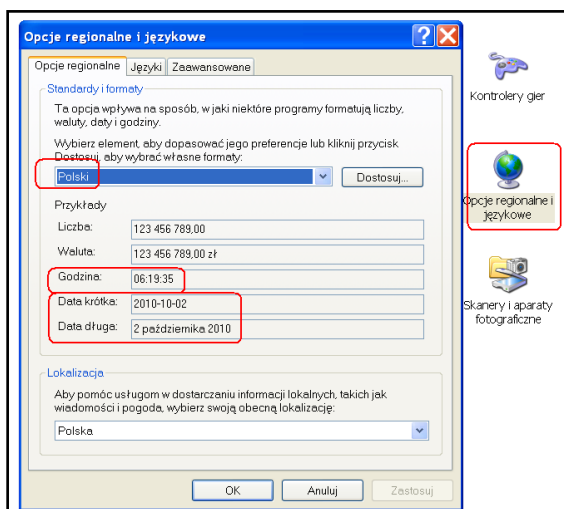 Opcje regionalne i językowe
Opcje regionalne
Języki
Zaawansowane
Standardy i formaty
Ta opcja wpływa na sposób, w jaki niektóre programy formatują liczby,
waluty, daty i godziny.
Wybierz element, aby dopasować jego preferencje lub kliknij przycisk
Dostosuj, aby wybrać własne formaty:
Polski
Dostosuj...
Przykłady
Liczba:
123 456 789,00
Waluta:
123 456 789,00 zł
Godzina:
06:19:35
Data krótka:
2010-10-02
Data długa:
2 października 2010
Lokalizacja
Aby pomóc usługom w dostarczaniu informacji lokalnych, takich jak
wiadomości i pogoda, wybierz swoją obecną lokalizację:
Polska
OK
Anuluj
Zastosuj
Kontrolery gier
Opcje regionalne i
językowe
Skanery i aparaty
fotograficzne